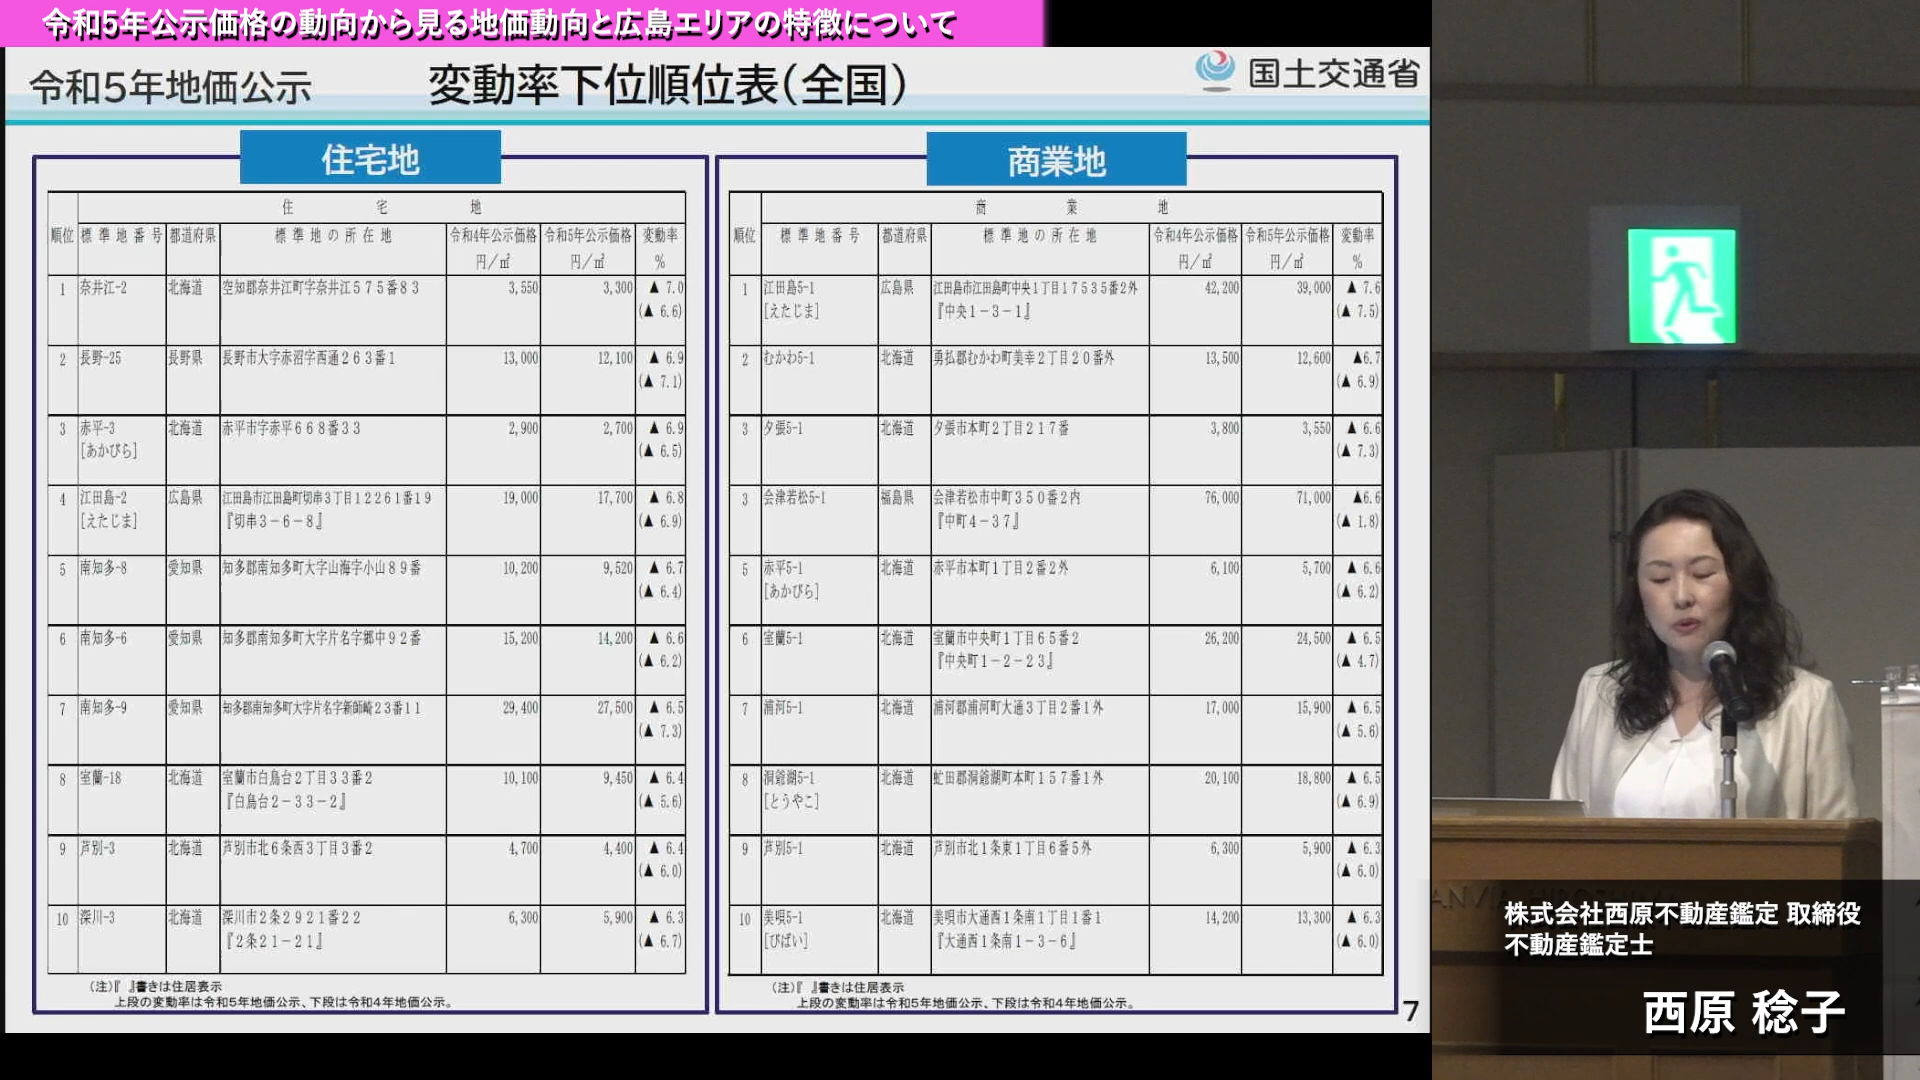 令和5年公示価格の動向から見る地価動向と広島エリアの特徴について
令和5年地価公示 変動率下位順位表(全国) 国土交通省
住宅地
住宅地
順位 標準地番号 都道府県 標準地の所在地 令和4年公示価格 円/㎡ 令和5年公示価格 円/㎡ 変動率 %
1 奈井江-2 北海道 空知郡奈井江町字奈井江575番83 3,550 3,300 ▲ 7.0
(▲ 6.6)
2 長野-25 長野県 長野市大字赤沼字西通263番1 13,000 12,100 ▲ 6.9
(▲ 7.1)
3 赤平-3 北海道 赤平市字赤平668番33 2,900 2,700 ▲ 6.9
[あかびら] (▲ 6.5)
4 江田島-2 広島県 江田島市江田島町切串3丁目12261番19 19,000 17,700 ▲ 6.8
[えたじま] 『切串3-6-8』 (▲ 6.9)
5 南知多-8 愛知県 知多郡南知多町大字山海字小山89番 10,200 9,520 ▲ 6.7
(▲ 6.4)
6 南知多-6 愛知県 知多郡南知多町大字片名字郷中92番 15,200 14,200 ▲ 6.6
(▲ 6.2)
7 南知多-9 愛知県 知多郡南知多町大字片名字新師崎23番11 29,400 27,500 ▲ 6.5
(▲ 7.3)
8 室蘭-18 北海道 室蘭市白鳥台2丁目33番2 10,100 9,450 ▲ 6.4
『白鳥台2-33-2』 (▲ 5.6)
9 芦別-3 北海道 芦別市北6条西3丁目3番2 4,700 4,400 ▲ 6.4
(▲ 6.0)
10 深川-3 北海道 深川市2条2921番22 6,300 5,900 ▲ 6.3
『2条21-21』 (▲ 6.7)
(注)『 』書きは住居表示
上段の変動率は令和5年地価公示、下段は令和4年地価公示。
商業地
商業地
順位 標準地番号 都道府県 標準地の所在地 令和4年公示価格 円/㎡ 令和5年公示価格 円/㎡ 変動率 %
1 江田島5-1 広島県 江田島市江田島町中央1丁目17535番2外 42,200 39,000 ▲ 7.6
[えたじま] 『中央1-3-1』 (▲ 7.5)
2 むかわ5-1 北海道 勇払郡むかわ町美幸2丁目20番外 13,500 12,600 ▲6.7
(▲ 6.9)
3 夕張5-1 北海道 夕張市本町2丁目217番 3,800 3,550 ▲ 6.6
(▲ 7.3)
3 会津若松5-1 福島県 会津若松市中町350番2内 76,000 71,000 ▲6.6
『中町4-37』 (▲ 1.8)
5 赤平5-1 北海道 赤平市本町1丁目2番2外 6,100 5,700 ▲ 6.6
[あかびら] (▲ 6.2)
6 室蘭5-1 北海道 室蘭市中央町1丁目65番2 26,200 24,500 ▲ 6.5
『中央町1-2-23』 (▲ 4.7)
7 浦河5-1 北海道 浦河郡浦河町大通3丁目2番1外 17,000 15,900 ▲ 6.5
(▲ 5.6)
8 洞爺湖5-1 北海道 虻田郡洞爺湖町本町157番1外 20,100 18,800 ▲ 6.5
[とうやこ] (▲ 6.9)
9 芦別5-1 北海道 芦別市北1条東1丁目6番5外 6,300 5,900 ▲ 6.3
(▲ 6.0)
10 美唄5-1 北海道 美唄市大通西1条南1丁目1番1 14,200 13,300 ▲ 6.3
[びばい] 『大通西1条南1-3-6』 (▲ 6.0)
(注)『 』書きは住居表示
上段の変動率は令和5年地価公示、下段は令和4年地価公示。
7
株式会社西原不動産鑑定 取締役
不動産鑑定士
西原 稔子